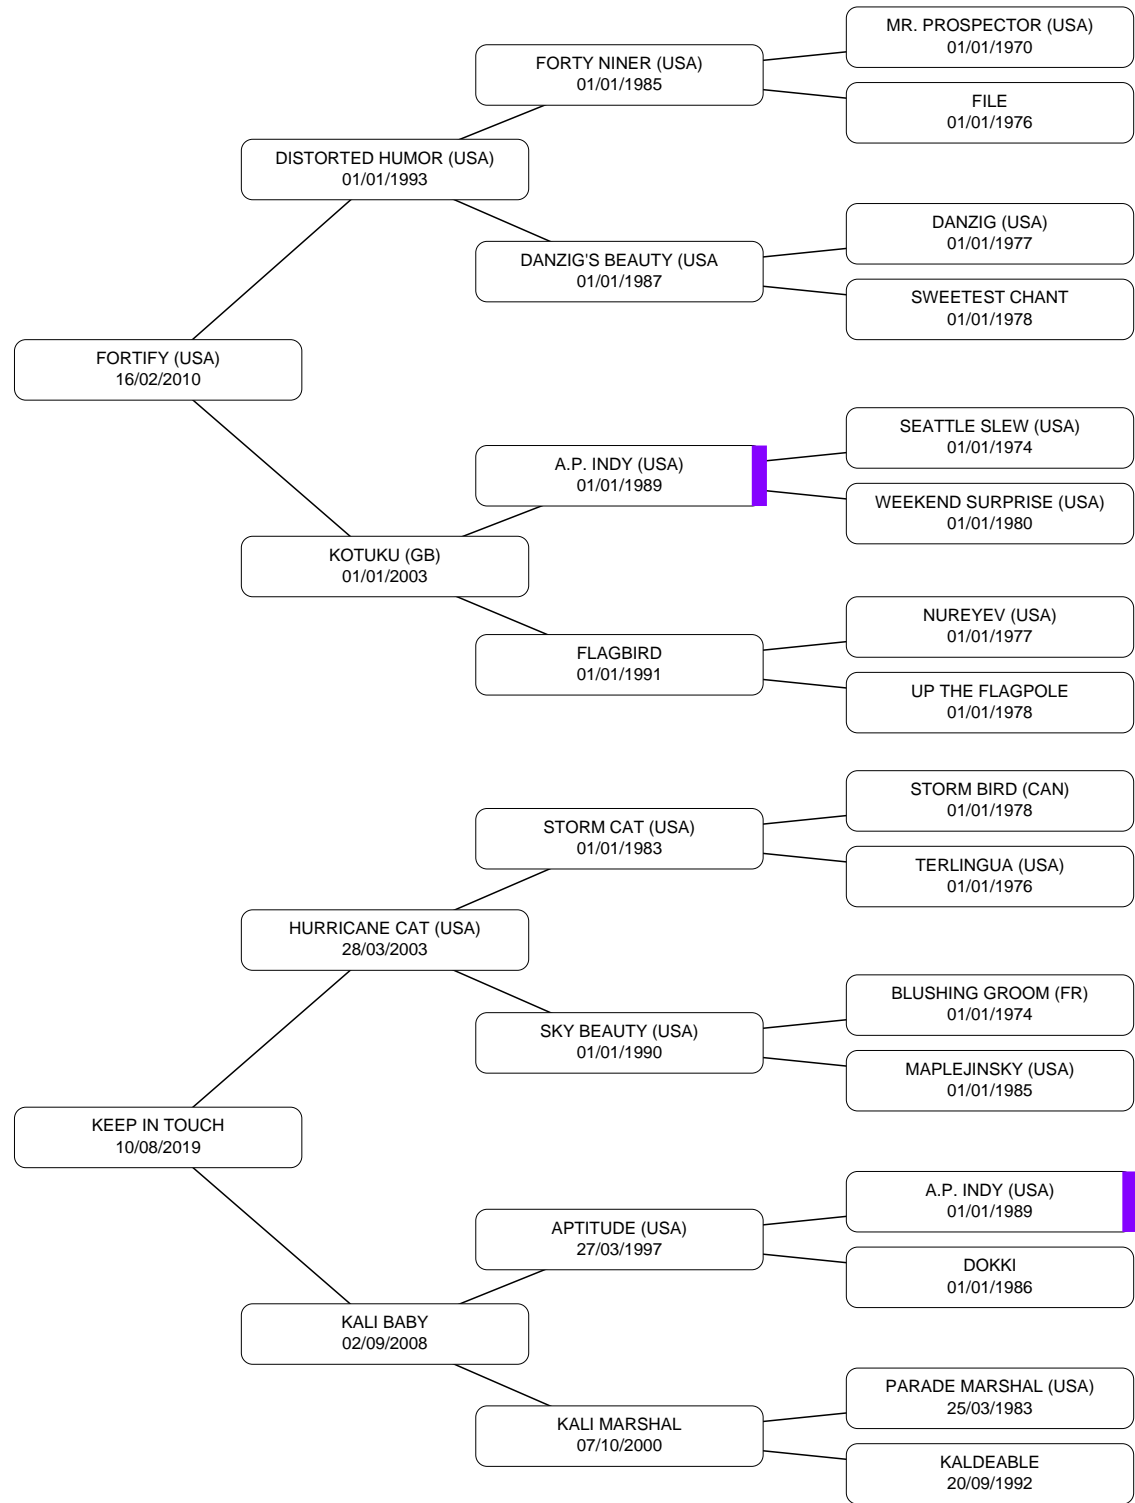 MR. PROSPECTOR (USA)
01/01/1970
FORTY NINER (USA)
01/01/1985
FILE
01/01/1976
DISTORTED HUMOR (USA)
01/01/1993
DANZIG (USA)
01/01/1977
DANZIG'S BEAUTY (USA
01/01/1987
SWEETEST CHANT
01/01/1978
FORTIFY (USA)
16/02/2010
SEATTLE SLEW (USA)
01/01/1974
A.P. INDY (USA)
01/01/1989
WEEKEND SURPRISE (USA)
01/01/1980
KOTUKU (GB)
01/01/2003
NUREYEV (USA)
01/01/1977
FLAGBIRD
01/01/1991
UP THE FLAGPOLE
01/01/1978
STORM BIRD (CAN)
01/01/1978
STORM CAT (USA)
01/01/1983
TERLINGUA (USA)
01/01/1976
HURRICANE CAT (USA)
28/03/2003
BLUSHING GROOM (FR)
01/01/1974
SKY BEAUTY (USA)
01/01/1990
MAPLEJINSKY (USA)
01/01/1985
KEEP IN TOUCH
10/08/2019
A.P. INDY (USA)
01/01/1989
APTITUDE (USA)
27/03/1997
DOKKI
01/01/1986
KALI BABY
02/09/2008
PARADE MARSHAL (USA)
25/03/1983
KALI MARSHAL
07/10/2000
KALDEABLE
20/09/1992